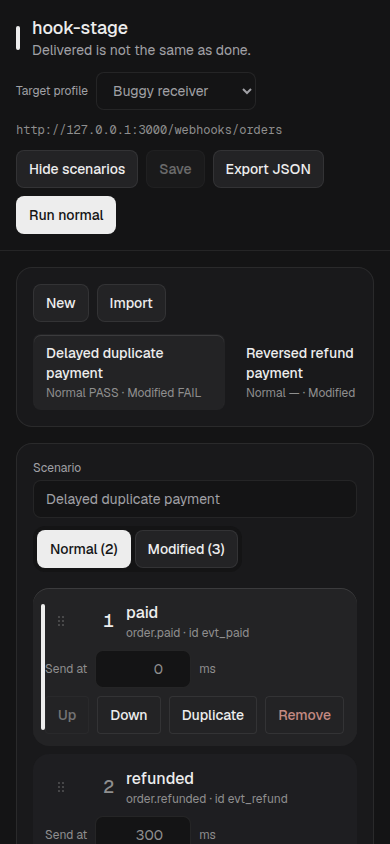 hook-stage
Delivered is not the same as done.
Target profile Buggy receiver
http://127.0.0.1:3000/webhooks/orders
Hide scenarios Save Export JSON
Run normal
New Import
Delayed duplicate payment
Normal PASS · Modified FAIL
Reversed refund payment
Normal — · Modified
Scenario
Delayed duplicate payment
Normal (2) Modified (3)
1 paid
order.paid · id evt_paid
Send at 0 ms
Up Down Duplicate Remove
2 refunded
order.refunded · id evt_refund
Send at 300 ms